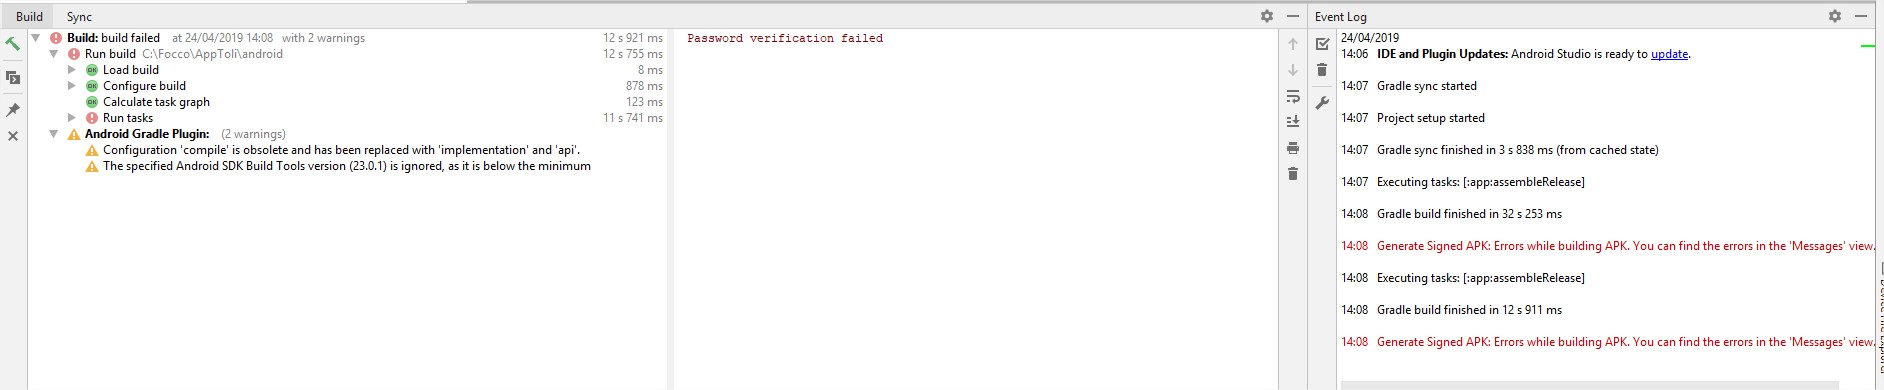 Build Sync
Build: build failed at 24/04/2019 14:08 with 2 warnings 12 s 921 ms
Run build C:\Focco\AppToli\android 12 s 755 ms
OK Load build 8 ms
OK Configure build 878 ms
OK Calculate task graph 123 ms
Run tasks 11 s 741 ms
Android Gradle Plugin: (2 warnings)
Configuration 'compile' is obsolete and has been replaced with 'implementation' and 'api'.
The specified Android SDK Build Tools version (23.0.1) is ignored, as it is below the minimum
Password verification failed
Event Log
24/04/2019
14:06 IDE and Plugin Updates: Android Studio is ready to update.
14:07 Gradle sync started
14:07 Project setup started
14:07 Gradle sync finished in 3 s 838 ms (from cached state)
14:07 Executing tasks: [:app:assembleRelease]
14:08 Gradle build finished in 32 s 253 ms
14:08 Generate Signed APK: Errors while building APK. You can find the errors in the 'Messages' view.
14:08 Executing tasks: [:app:assembleRelease]
14:08 Gradle build finished in 12 s 911 ms
14:08 Generate Signed APK: Errors while building APK. You can find the errors in the 'Messages' view.